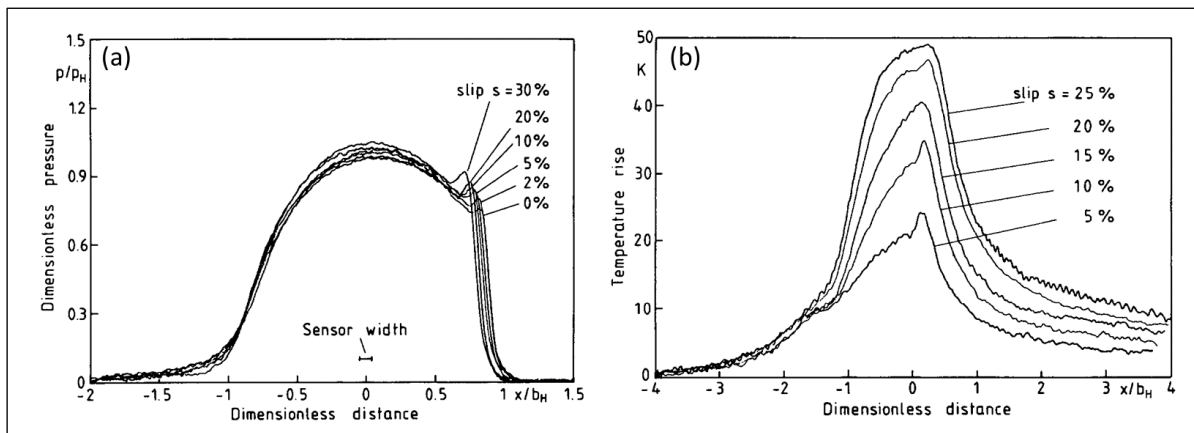 (a)
1.5
p/pH
1.2
0.9
0.6
0.3
0
Dimensionless pressure
slip s = 30%
20%
10%
5%
2%
0%
Sensor width
-2
-1.5
-1
-0.5
0
0.5
1
x/bH
1.5
Dimensionless distance
(b)
50
K
40
30
20
10
0
Temperature rise
slip s = 25%
20%
15%
10%
5%
-4
-3
-2
-1
0
1
2
3
x/bH
4
Dimensionless distance